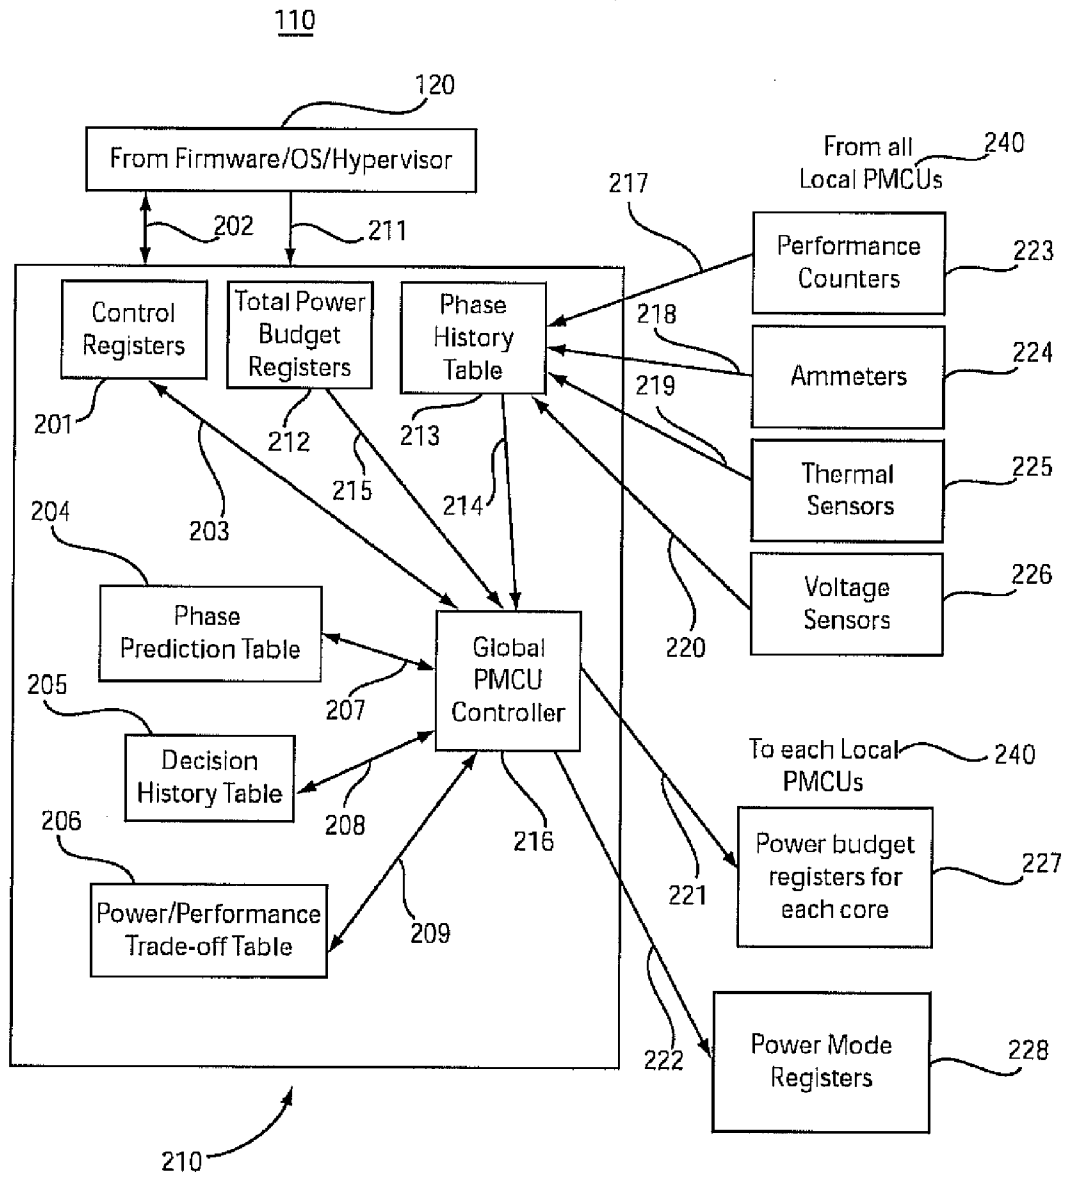 110
120
From Firmware/OS/Hypervisor
202
211
From all
Local PMCUs
240
217
Control
Registers
201
Total Power
Budget
Registers
212
Phase
History
Table
213
Performance
Counters
223
218
Ammeters
224
219
Thermal
Sensors
225
Voltage
Sensors
226
220
203
215
214
204
Phase
Prediction Table
207
Global
PMCU
Controller
216
205
Decision
History Table
208
206
Power/Performance
Trade-off Table
209
To each Local
PMCUs
240
221
Power budget
registers for
each core
227
222
Power Mode
Registers
228
210